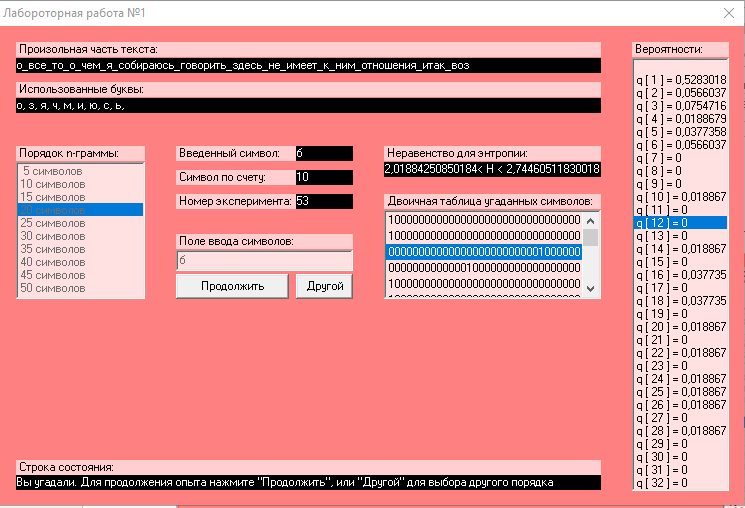 Лабороторная работа №1
Произольная часть текста:
о_все_то_о_чем_я_собираюсь_говорить_здесь_не_имеет_к_ним_отношения_итак_воз
Использованные буквы:
о, з, я, ч, м, и, ю, с, ь,
Порядок n-граммы:
5 символов
10 символов
15 символов
20 символов
25 символов
30 символов
35 символов
40 символов
45 символов
50 символов
Введенный символ: б
Символ по счету: 10
Номер эксперимента: 53
Поле ввода символов:
б
Продолжить
Другой
Неравенство для энтропии:
2,01884250850184< H < 2,74460511830018
Двоичная таблица угаданных символов:
10000000000000000000000000000000
10000000000000000000000000000000
00000000000000000000000001000000
00000000000001000000000000000000
10000000000000000000000000000000
Вероятности:
q [ 1 ] = 0,5283018
q [ 2 ] = 0,0566037
q [ 3 ] = 0,0754716
q [ 4 ] = 0,0188679
q [ 5 ] = 0,0377358
q [ 6 ] = 0,0566037
q [ 7 ] = 0
q [ 8 ] = 0
q [ 9 ] = 0
q [ 10 ] = 0,018867
q [ 11 ] = 0
q [ 12 ] = 0
q [ 13 ] = 0
q [ 14 ] = 0,018867
q [ 15 ] = 0
q [ 16 ] = 0,037735
q [ 17 ] = 0
q [ 18 ] = 0,037735
q [ 19 ] = 0
q [ 20 ] = 0,018867
q [ 21 ] = 0
q [ 22 ] = 0,018867
q [ 23 ] = 0
q [ 24 ] = 0,018867
q [ 25 ] = 0,018867
q [ 26 ] = 0,018867
q [ 27 ] = 0
q [ 28 ] = 0,018867
q [ 29 ] = 0
q [ 30 ] = 0
q [ 31 ] = 0
q [ 32 ] = 0
Строка состояния:
Вы угадали. Для продолжения опыта нажмите "Продолжить", или "Другой" для выбора другого порядка